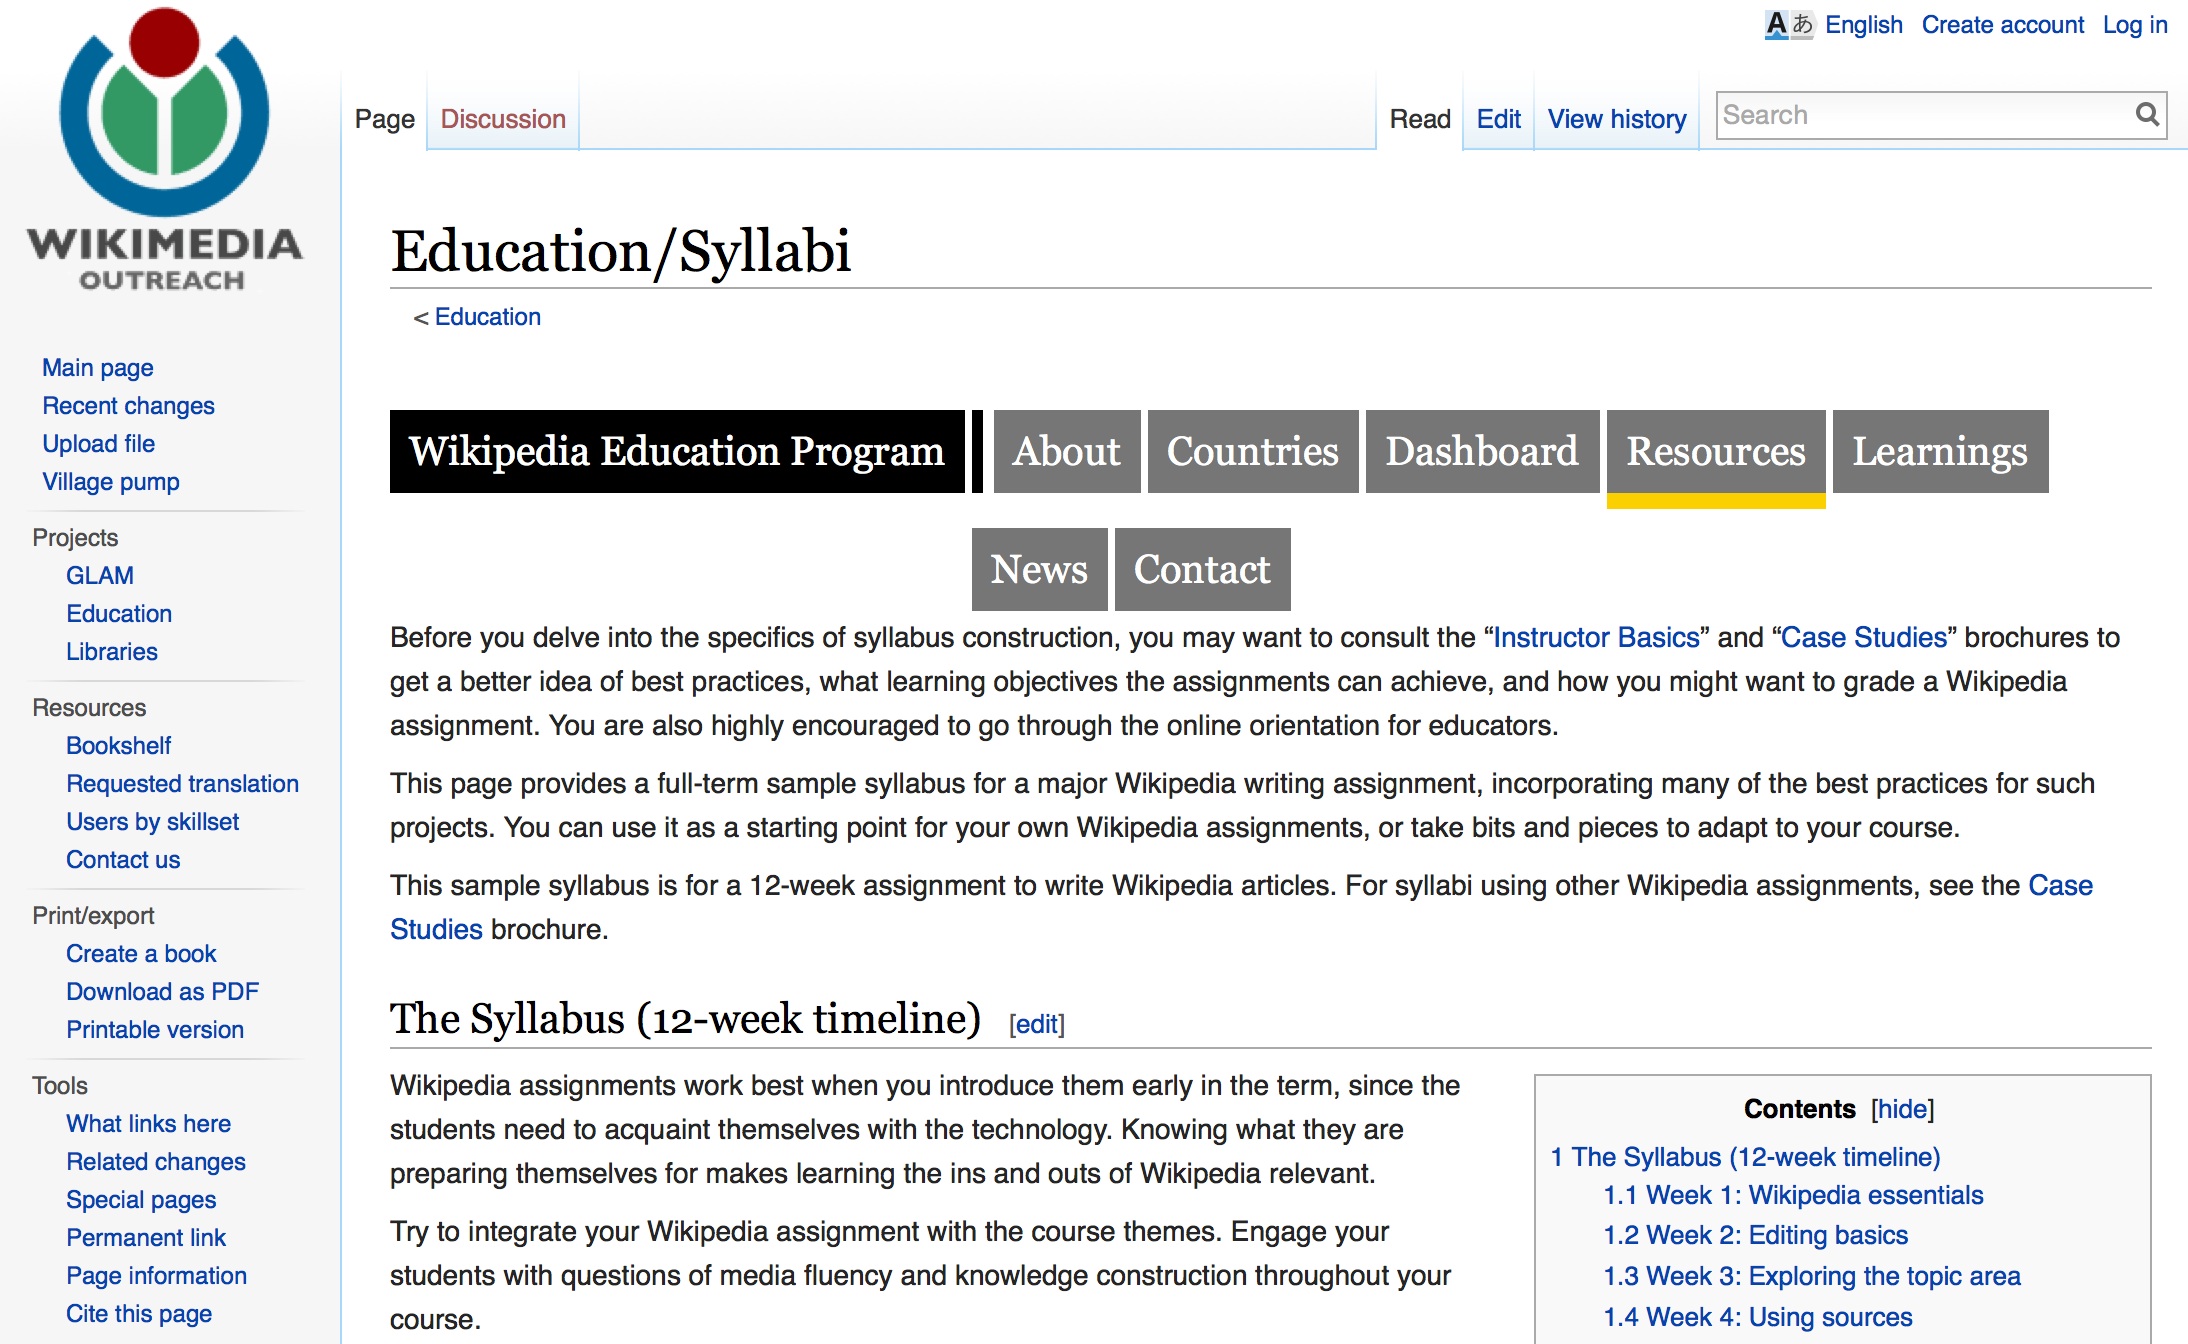 WIKIMEDIA
OUTREACH
Aあ English Create account Log in
Page Discussion Read Edit View history Search
Education/Syllabi
< Education
Main page
Recent changes
Upload file
Village pump
Projects
GLAM
Education
Libraries
Resources
Bookshelf
Requested translation
Users by skillset
Contact us
Print/export
Create a book
Download as PDF
Printable version
Tools
What links here
Related changes
Special pages
Permanent link
Page information
Cite this page
Wikipedia Education Program About Countries Dashboard Resources Learnings
News Contact
Before you delve into the specifics of syllabus construction, you may want to consult the “Instructor Basics” and “Case Studies” brochures to
get a better idea of best practices, what learning objectives the assignments can achieve, and how you might want to grade a Wikipedia
assignment. You are also highly encouraged to go through the online orientation for educators.
This page provides a full-term sample syllabus for a major Wikipedia writing assignment, incorporating many of the best practices for such
projects. You can use it as a starting point for your own Wikipedia assignments, or take bits and pieces to adapt to your course.
This sample syllabus is for a 12-week assignment to write Wikipedia articles. For syllabi using other Wikipedia assignments, see the Case
Studies brochure.
The Syllabus (12-week timeline) [edit]
Wikipedia assignments work best when you introduce them early in the term, since the
students need to acquaint themselves with the technology. Knowing what they are
preparing themselves for makes learning the ins and outs of Wikipedia relevant.
Try to integrate your Wikipedia assignment with the course themes. Engage your
students with questions of media fluency and knowledge construction throughout your
course.
Contents [hide]
1 The Syllabus (12-week timeline)
1.1 Week 1: Wikipedia essentials
1.2 Week 2: Editing basics
1.3 Week 3: Exploring the topic area
1.4 Week 4: Using sources